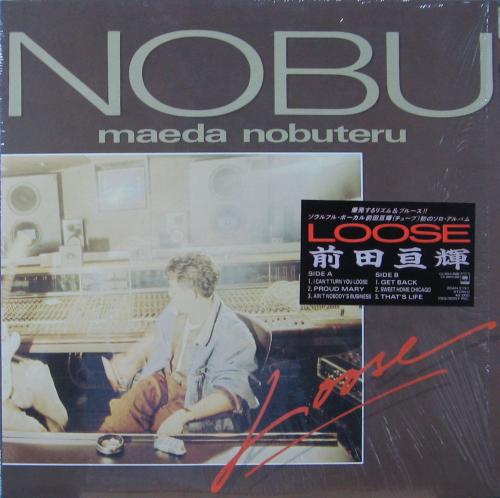 NOBU
maeda nobuteru
爆発するリズム&ブルース!!
ソウルフル・ボーカル前田亘輝(チューブ)初のソロ・アルバム
LOOSE
前田亘輝
SIDE A
1. I CAN'T TURN YOU LOOSE
2. PROUD MARY
3. AIN'T NOBODY'S BUSINESS
SIDE B
1. GET BACK
2. SWEET HOME CHICAGO
3. THAT'S LIFE
Loose